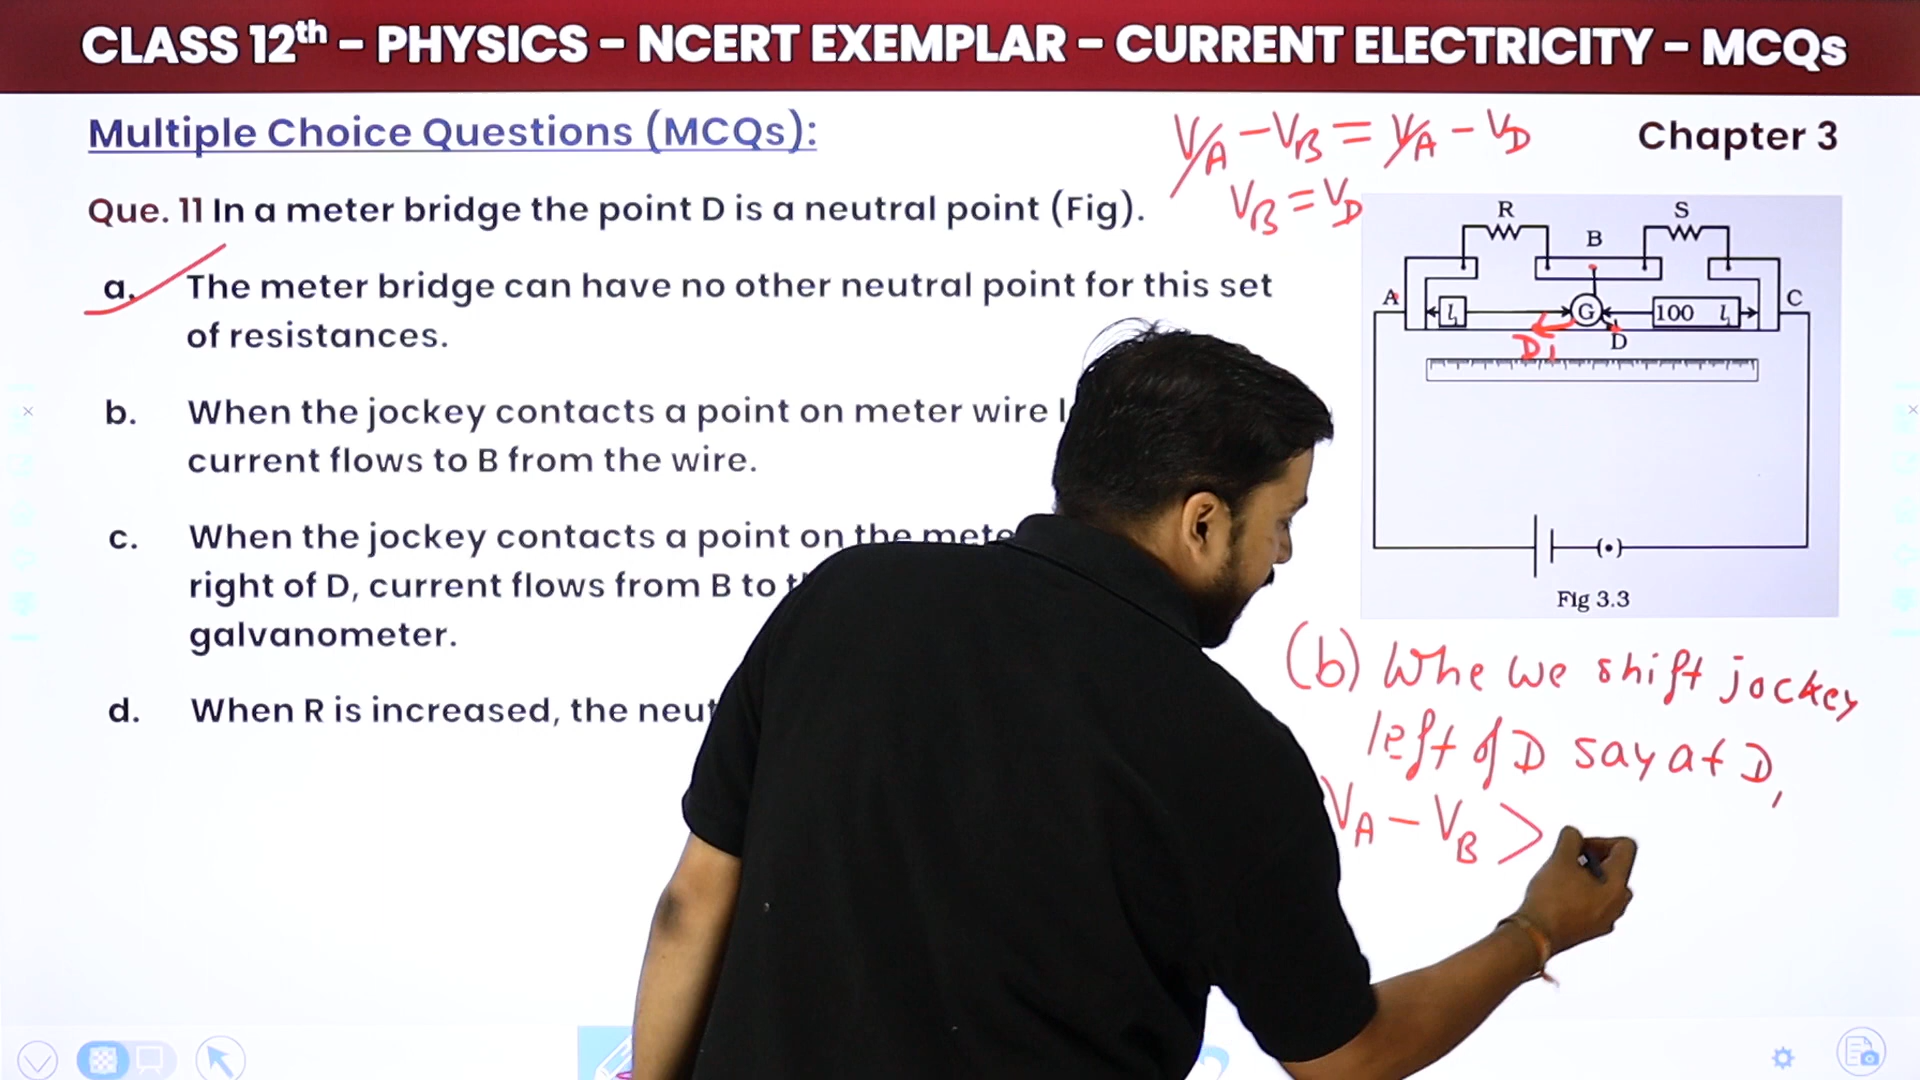 CLASS 12th – PHYSICS – NCERT EXEMPLAR – CURRENT ELECTRICITY – MCQs
Multiple Choice Questions (MCQs):
Chapter 3
VA – VB = VA – VD
VB = VD
Que. 11 In a meter bridge the point D is a neutral point (Fig).
a. The meter bridge can have no other neutral point for this set
of resistances.
b. When the jockey contacts a point on meter wire
current flows to B from the wire.
c. When the jockey contacts a point on the
right of D, current flows from B to
galvanometer.
d. When R is increased, the
R S
B
A C
l1 G 100 l1
D1 D
Fig 3.3
(b) Whe we shift jockey
left of D say at D1
VA – VB >